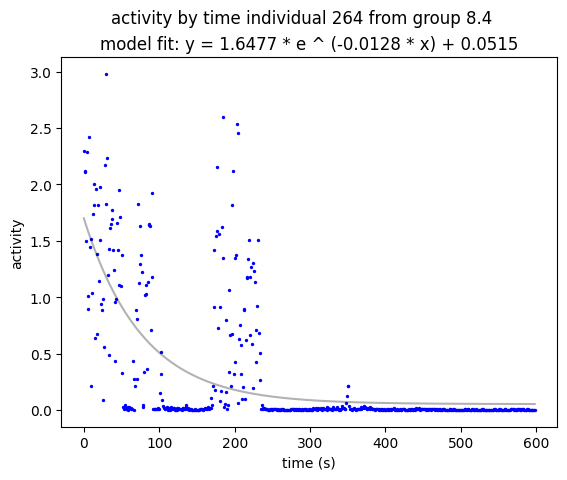 activity by time individual 264 from group 8.4
model fit: y = 1.6477 * e ^ (-0.0128 * x) + 0.0515
3.0
2.5
2.0
1.5
1.0
0.5
0.0
activity
0 100 200 300 400 500 600
time (s)